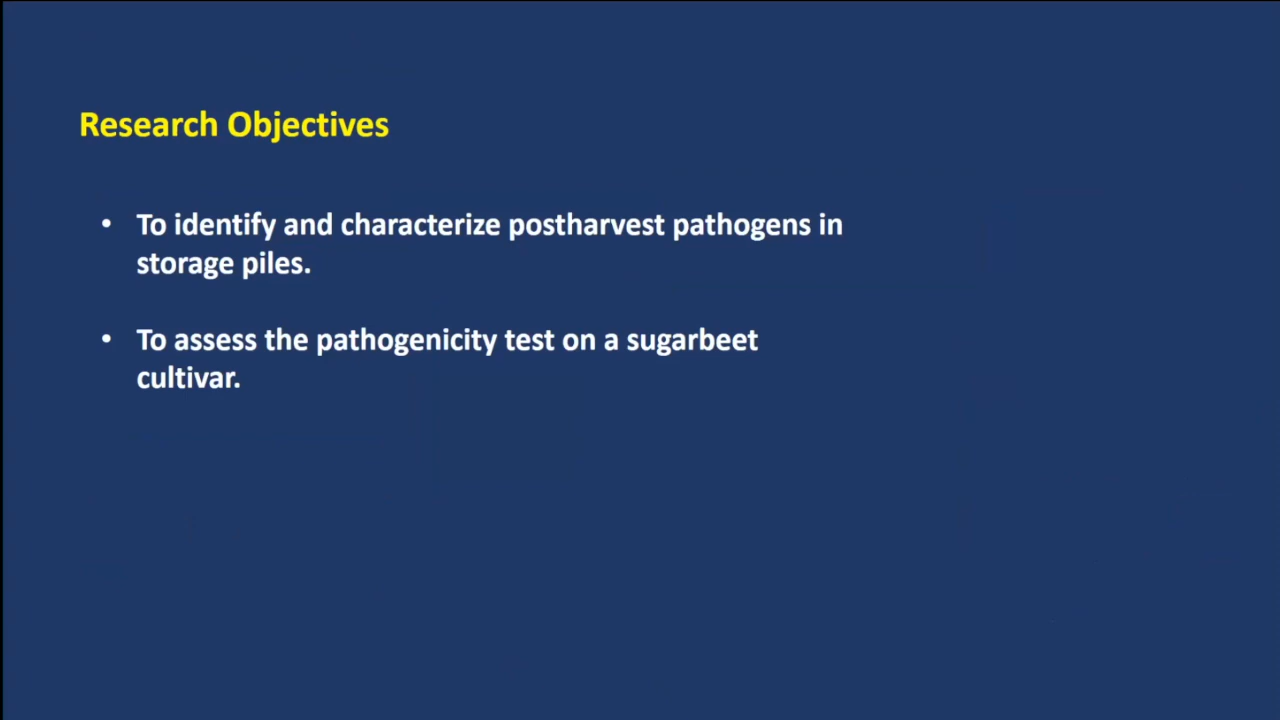 Research Objectives
• To identify and characterize postharvest pathogens in
storage piles.
• To assess the pathogenicity test on a sugarbeet
cultivar.